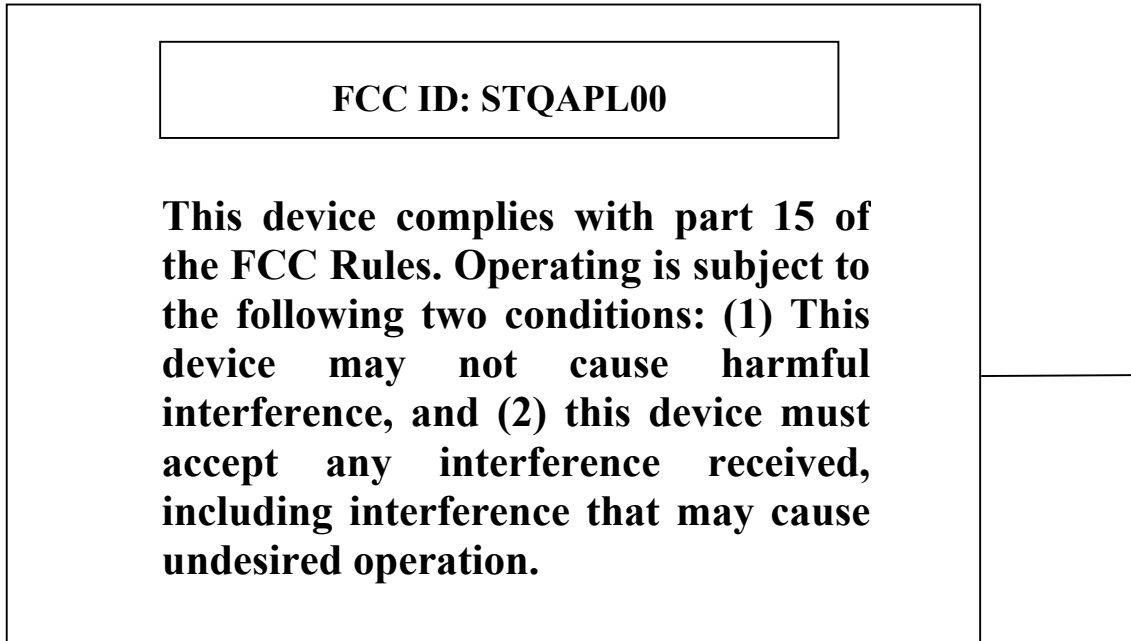 FCC ID: STQAPL00
This device complies with part 15 of
the FCC Rules. Operating is subject to
the following two conditions: (1) This
device may not cause harmful
interference, and (2) this device must
accept any interference received,
including interference that may cause
undesired operation.